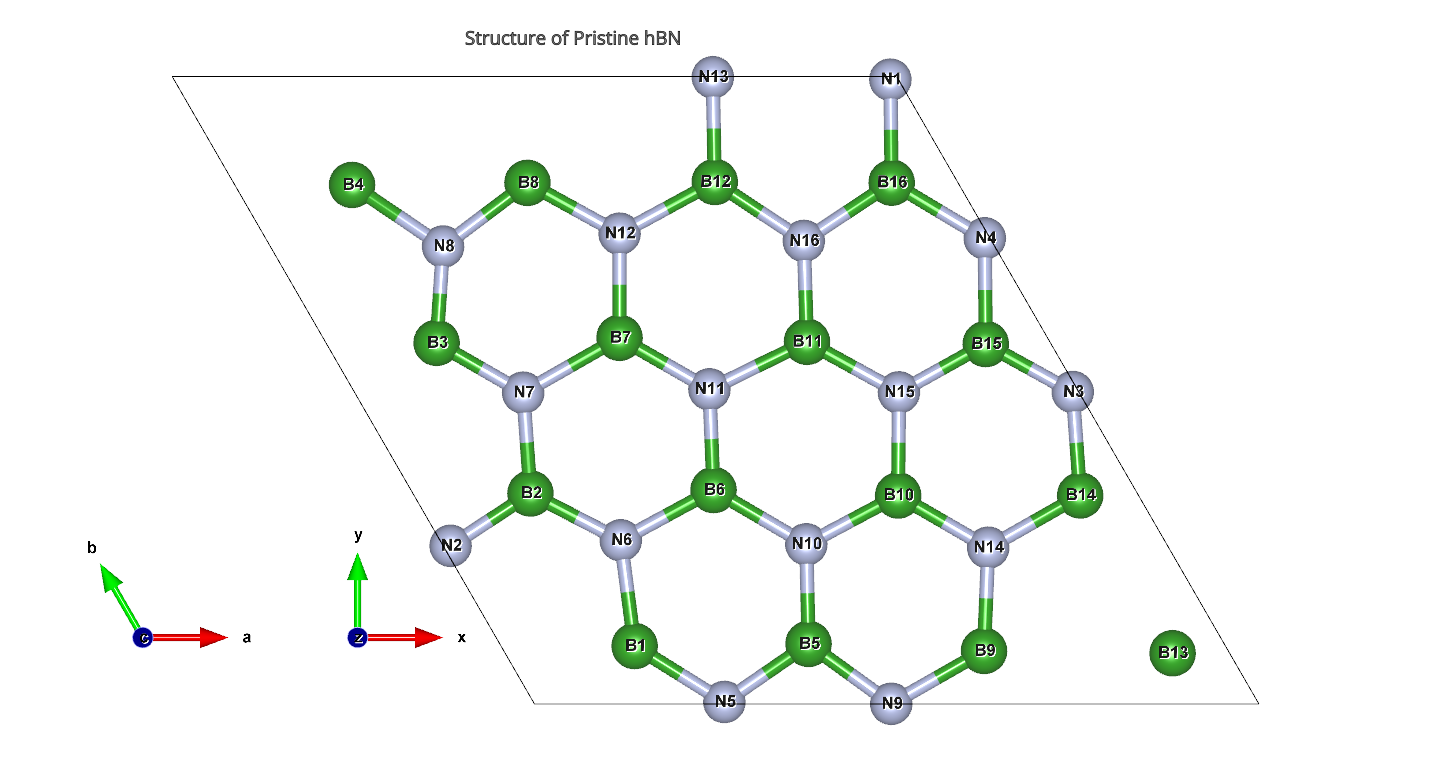 Structure of Pristine hBN
N13 N1
B4 B8 B12 B16
N8 N12 N16 N4
B3 B7 B11 B15
N7 N11 N15 N3
B2 B6 B10 B14
N2 N6 N10 N14
b y
B1 B5 B9 B13
c a z x
N5 N9